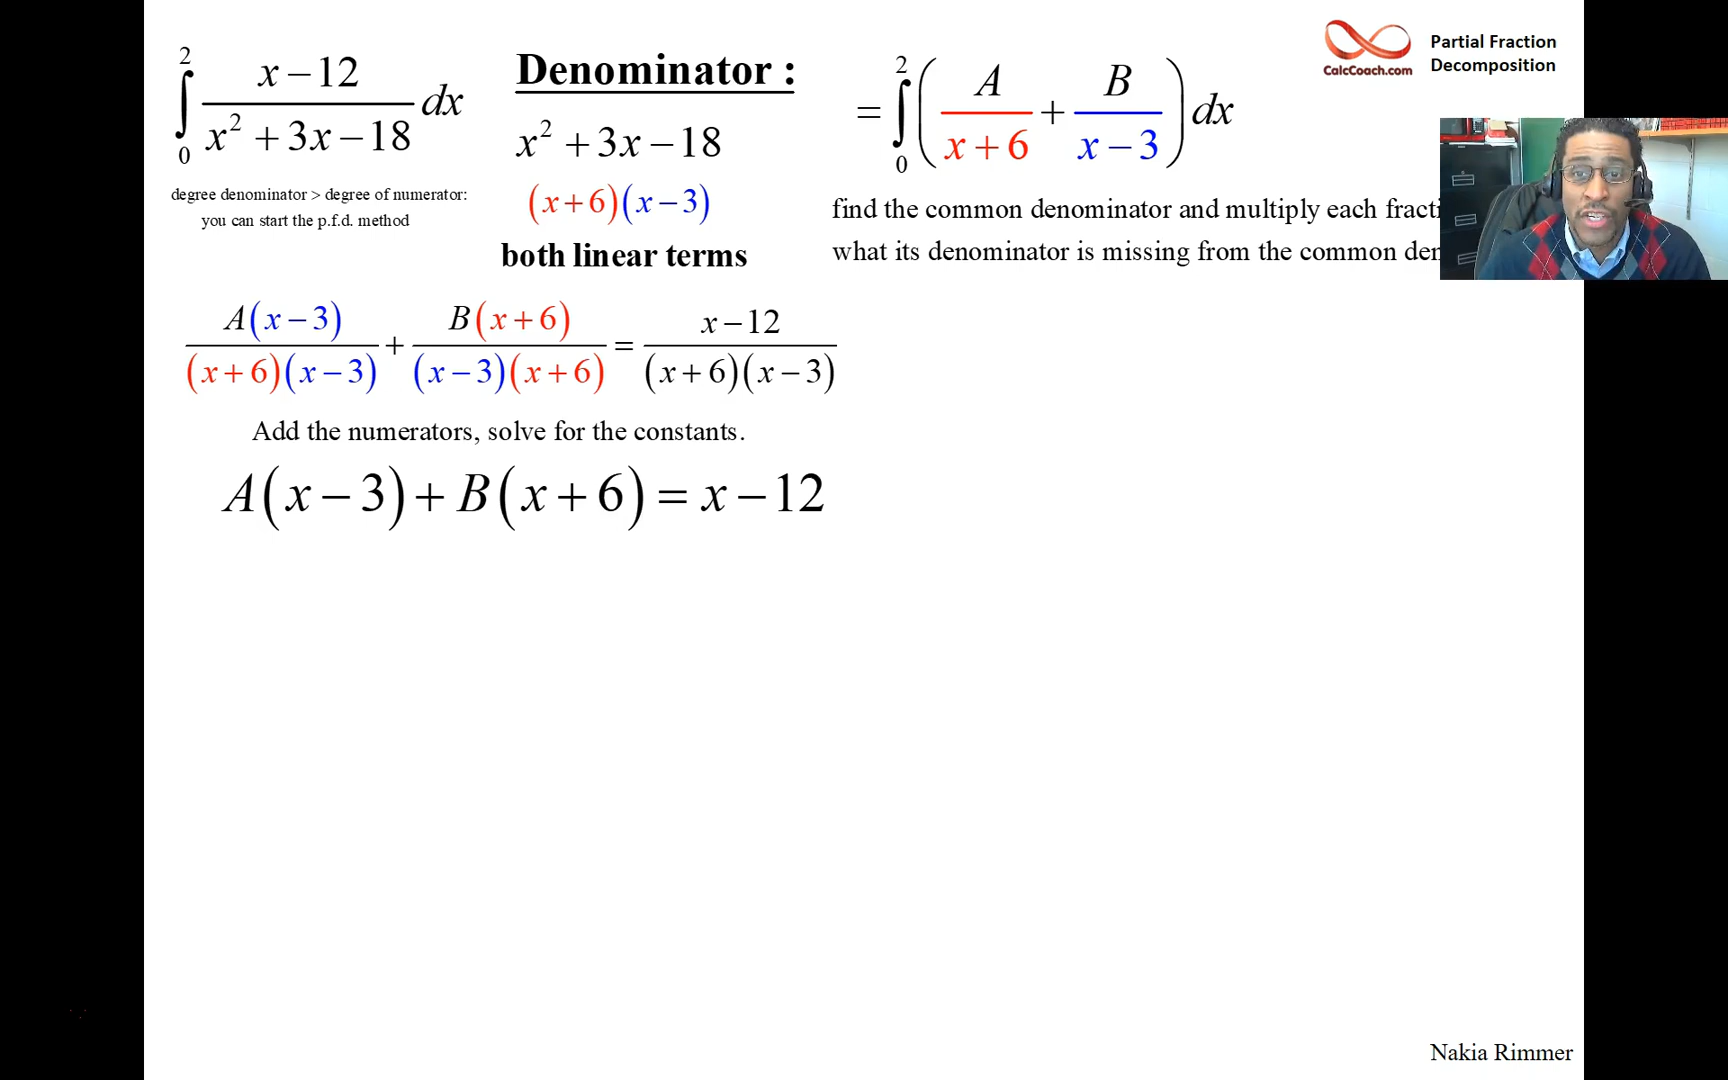 ∫₀² (x − 12)/(x² + 3x − 18) dx
degree denominator > degree of numerator:
you can start the p.f.d. method
Denominator :
x² + 3x − 18
(x + 6)(x − 3)
both linear terms
= ∫₀² (A/(x + 6) + B/(x − 3)) dx
find the common denominator and multiply each fracti
what its denominator is missing from the common den
CalcCoach.com
Partial Fraction
Decomposition
A(x − 3)/((x + 6)(x − 3)) + B(x + 6)/((x − 3)(x + 6)) = (x − 12)/((x + 6)(x − 3))
Add the numerators, solve for the constants.
A(x − 3) + B(x + 6) = x − 12
Nakia Rimmer